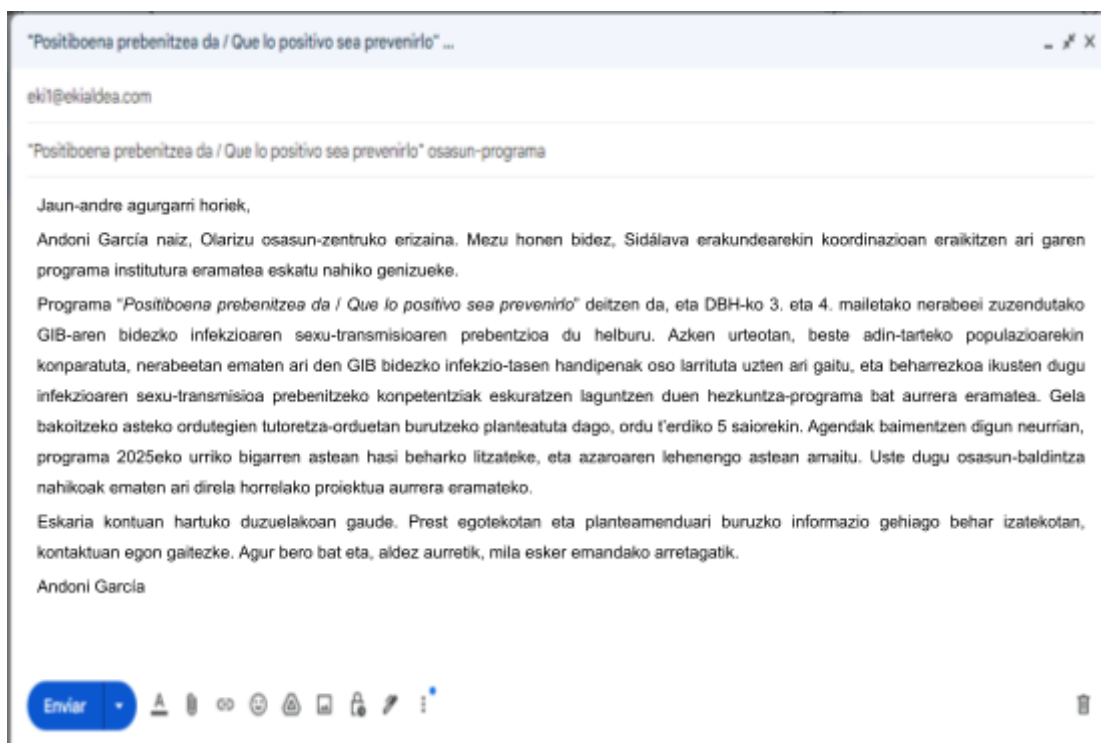 "Positiboena prebenitzea da / Que lo positivo sea prevenirlo" ...
eki1@ekialdea.com
"Positiboena prebenitzea da / Que lo positivo sea prevenirlo" osasun-programa
Jaun-andre agurgarri horiek,
Andoni García naiz, Olarizu osasun-zentruko erizaina. Mezu honen bidez, Sidálava erakundearekin koordinazioan eraikitzen ari garen
programa institutura eramatea eskatu nahiko genizueke.
Programa "Positiboena prebenitzea da / Que lo positivo sea prevenirlo" deitzen da, eta DBH-ko 3. eta 4. mailetako nerabeei zuzendutako
GIB-aren bidezko infekzioaren sexu-transmisioaren prebentzioa du helburu. Azken urteotan, beste adin-tarteko populazioarekin
konparatuta, nerabeetan ematen ari den GIB bidezko infekzio-tasen handipenak oso larrituta uzten ari gaitu, eta beharrezkoa ikusten dugu
infekzioaren sexu-transmisioa prebenitzeko konpetentziak eskuratzen laguntzen duen hezkuntza-programa bat aurrera eramatea. Gela
bakoitzeko asteko ordutegien tutoretza-orduetan burutzeko planteatuta dago, ordu t'erdiko 5 saiorekin. Agendak baimentzen digun neurrian,
programa 2025eko urriko bigarren astean hasi beharko litzateke, eta azaroaren lehenengo astean amaitu. Uste dugu osasun-baldintza
nahikoak ematen ari direla horrelako proiektua aurrera eramateko.
Eskaria kontuan hartuko duzuelakoan gaude. Prest egotekotan eta planteamenduari buruzko informazio gehiago behar izatekotan,
kontaktuan egon gaitezke. Agur bero bat eta, aldez aurretik, mila esker emandako arretagatik.
Andoni García
Enviar